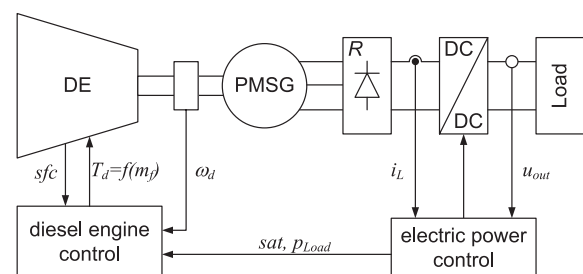 R
DC
DE
PMSG
Load
DC
sfc
T_d=f(m_f)
ω_d
i_L
u_out
diesel engine
control
sat, p_Load
electric power
control